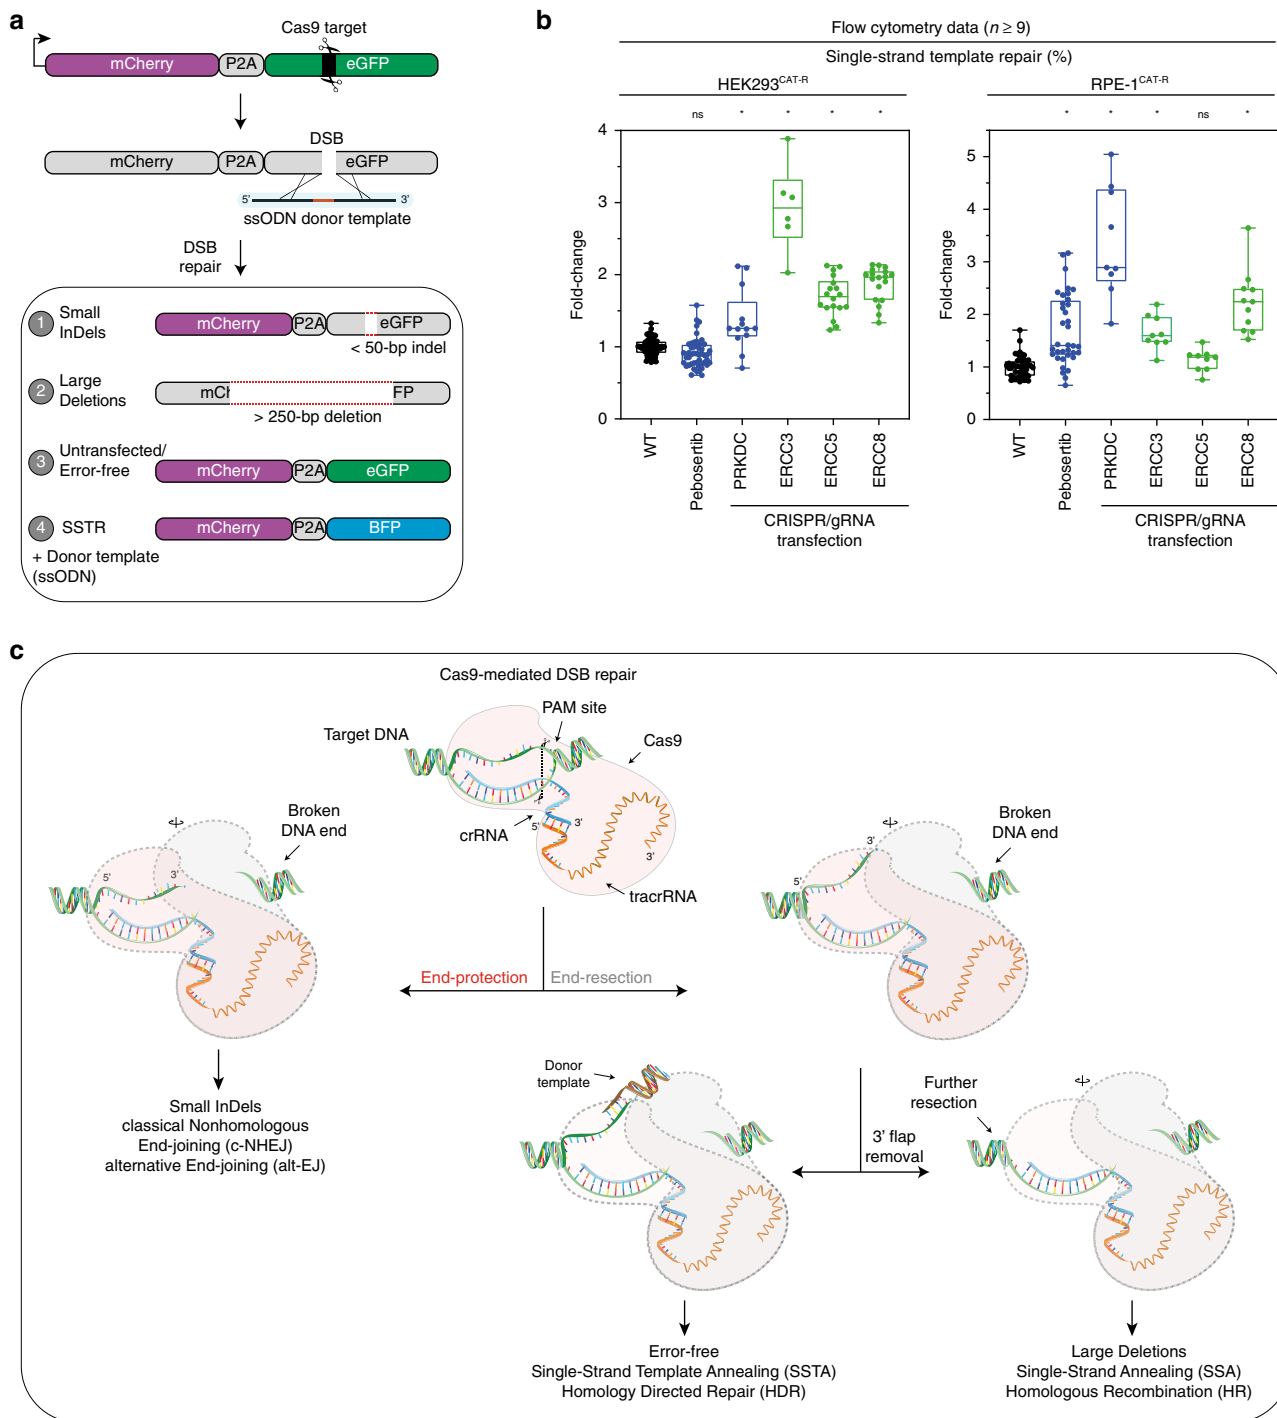 a
Cas9 target
mCherry P2A eGFP
DSB
mCherry P2A eGFP
5' 3'
ssODN donor template
DSB
repair
1 Small
InDels
mCherry P2A eGFP
< 50-bp indel
2 Large
Deletions
mCh FP
> 250-bp deletion
3 Untransfected/
Error-free
mCherry P2A eGFP
4 SSTR
mCherry P2A BFP
+ Donor template
(ssODN)
b
Flow cytometry data (n ≥ 9)
Single-strand template repair (%)
HEK293CAT-R
ns * * * *
Fold-change
4
3
2
1
0
WT
Pebosertib
PRKDC
ERCC3
ERCC5
ERCC8
CRISPR/gRNA
transfection
RPE-1CAT-R
* * * ns *
Fold-change
5
4
3
2
1
0
WT
Pebosertib
PRKDC
ERCC3
ERCC5
ERCC8
CRISPR/gRNA
transfection
c
Cas9-mediated DSB repair
PAM site
Target DNA
Cas9
crRNA
5' 3'
3'
tracrRNA
Broken
DNA end
5' 3'
Broken
DNA end
3'
5'
End-protection End-resection
Small InDels
classical Nonhomologous
End-joining (c-NHEJ)
alternative End-joining (alt-EJ)
Donor
template
3' flap
removal
Further
resection
Error-free
Single-Strand Template Annealing (SSTA)
Homology Directed Repair (HDR)
Large Deletions
Single-Strand Annealing (SSA)
Homologous Recombination (HR)